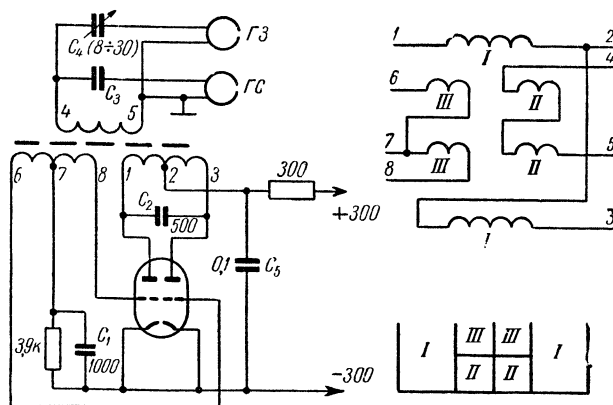 C4 (8÷30)
ГЗ
C3
ГС
4 5
6 7 8 1 2 3
C2
500
300
+300
0,1 C5
3,9к
C1
1000
−300
1 I 2
4
6 III II
7 III II 5
8
I 3
I III III I
II II